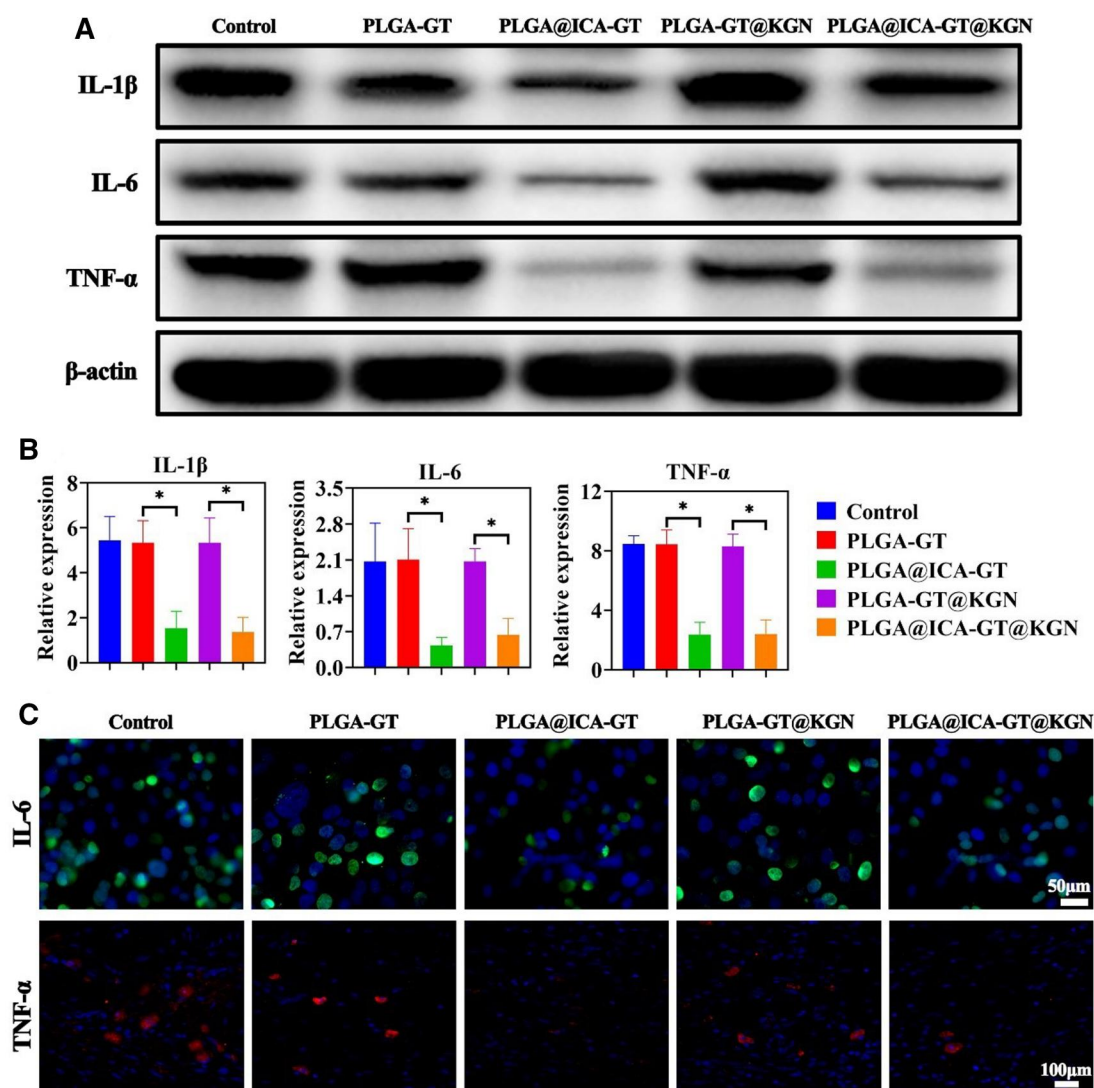 A
Control PLGA-GT PLGA@ICA-GT PLGA-GT@KGN PLGA@ICA-GT@KGN
IL-1β
IL-6
TNF-α
β-actin
B
IL-1β
Relative expression
8
6
4
2
0
* *
IL-6
Relative expression
3.5
2.8
2.1
1.4
0.7
0.0
* *
TNF-α
Relative expression
12
8
4
0
* *
Control
PLGA-GT
PLGA@ICA-GT
PLGA-GT@KGN
PLGA@ICA-GT@KGN
C
Control PLGA-GT PLGA@ICA-GT PLGA-GT@KGN PLGA@ICA-GT@KGN
IL-6
50μm
TNF-α
100μm